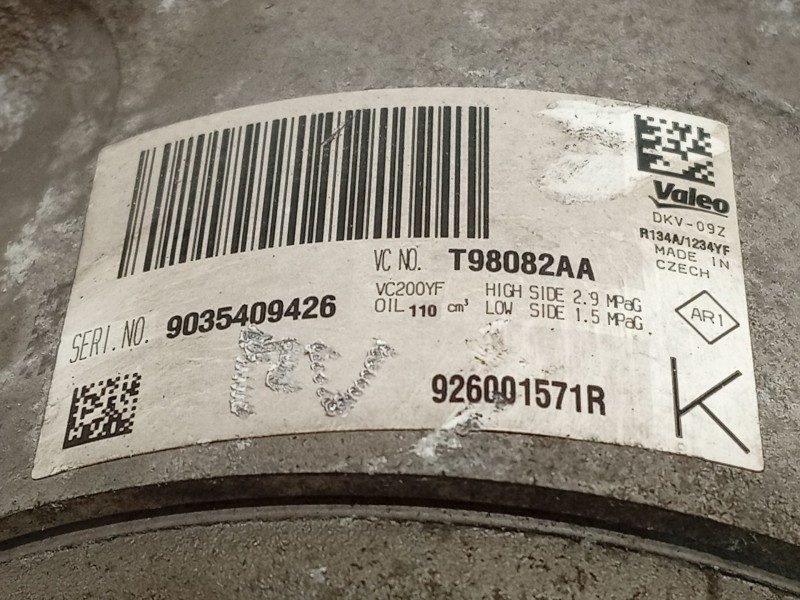 Valeo
DKV-09Z
R134A/1234YF
MADE IN
CZECH
VC NO. T98082AA
VC200YF HIGH SIDE 2.9 MPaG
OIL 110 cm³ LOW SIDE 1.5 MPaG.
SERI.NO. 9035409426
AR1
926001571R
K